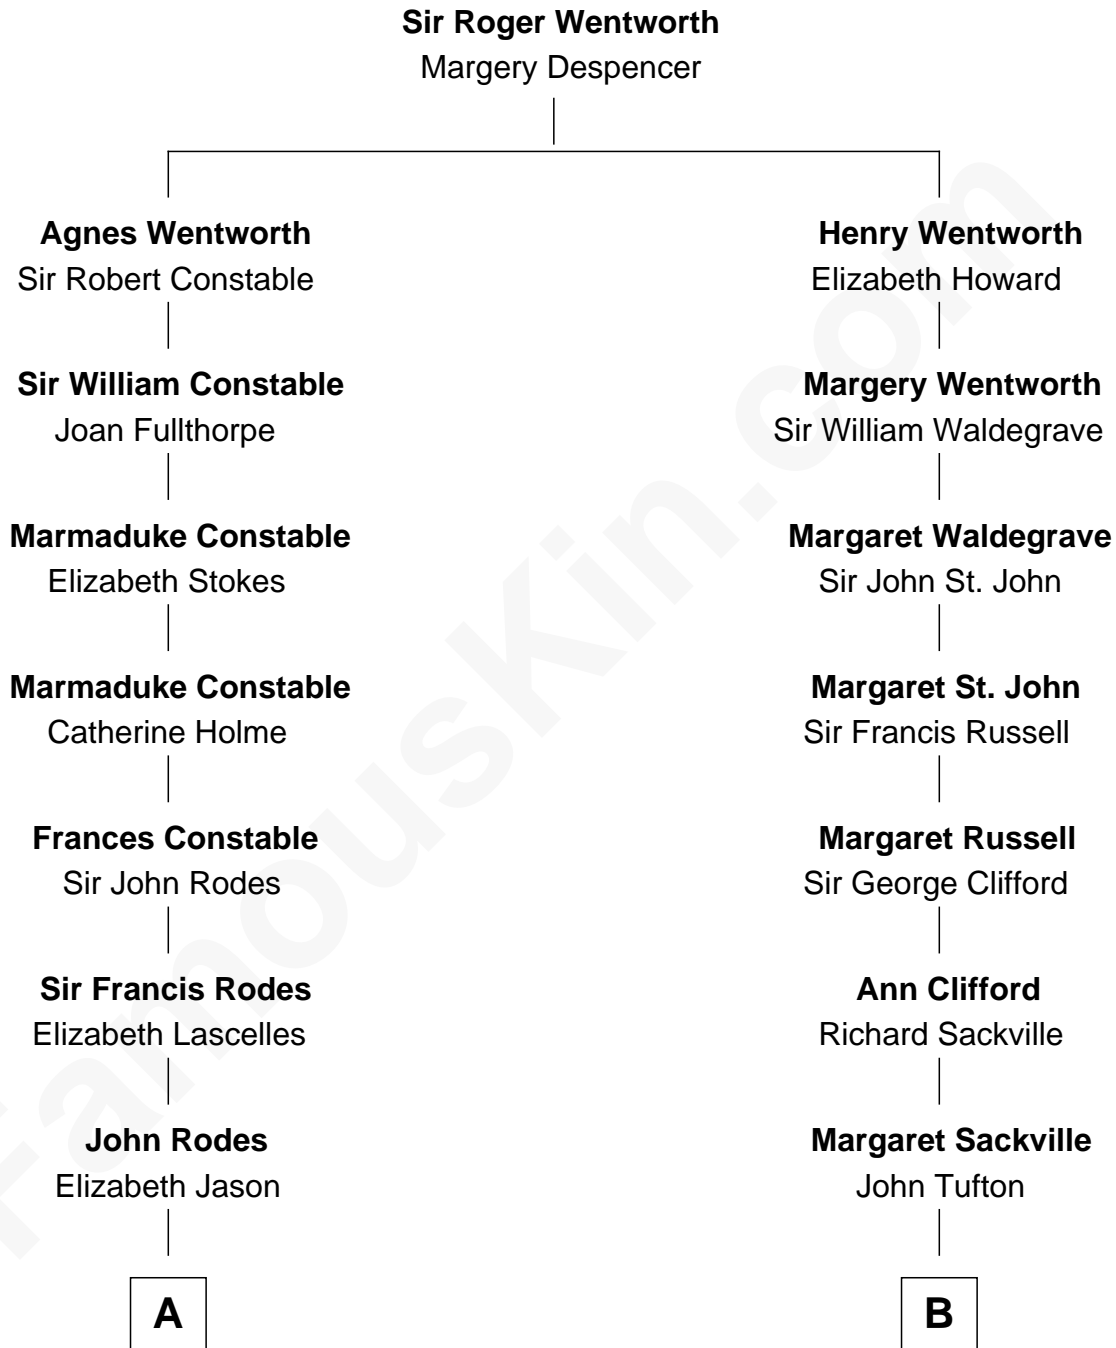 Sir Roger Wentworth
Margery Despencer
Agnes Wentworth
Sir Robert Constable
Henry Wentworth
Elizabeth Howard
Sir William Constable
Joan Fullthorpe
Margery Wentworth
Sir William Waldegrave
Marmaduke Constable
Elizabeth Stokes
Margaret Waldegrave
Sir John St. John
Marmaduke Constable
Catherine Holme
Margaret St. John
Sir Francis Russell
Frances Constable
Sir John Rodes
Margaret Russell
Sir George Clifford
Sir Francis Rodes
Elizabeth Lascelles
Ann Clifford
Richard Sackville
John Rodes
Elizabeth Jason
Margaret Sackville
John Tufton
A
B
FamousKin.com